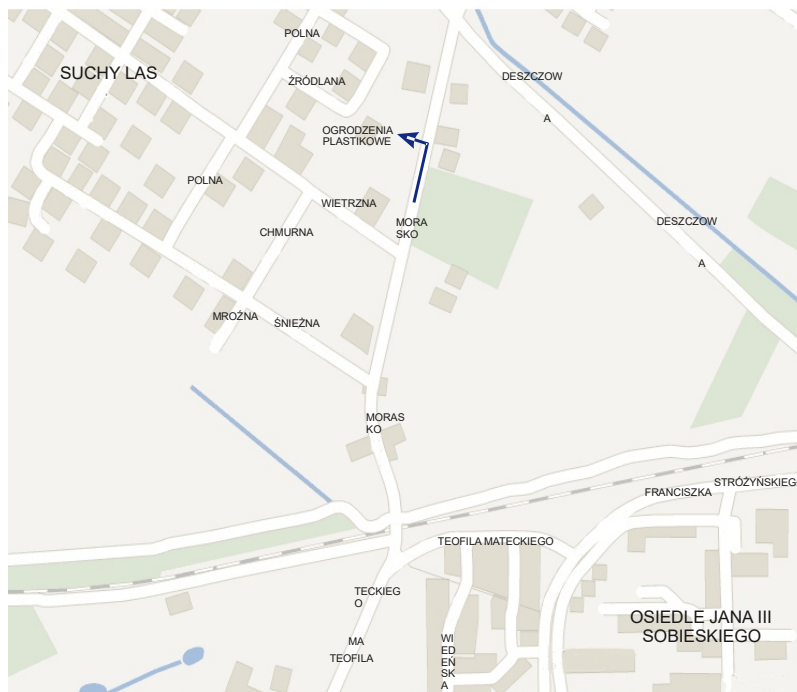 POLNA
SUCHY LAS
ŹRÓDLANA
DESZCZOW
A
OGRODZENIA
PLASTIKOWE
POLNA
WIETRZNA
CHMURNA
MORA
SKO
DESZCZOW
A
MROŹNA
ŚNIEŻNA
MORAS
KO
STRÓŻYŃSKIEG
FRANCISZKA
TEOFILA MATECKIEGO
TECKIEG
O
MA
TEOFILA
WI
ED
EŃ
SK
A
OSIEDLE JANA III
SOBIESKIEGO